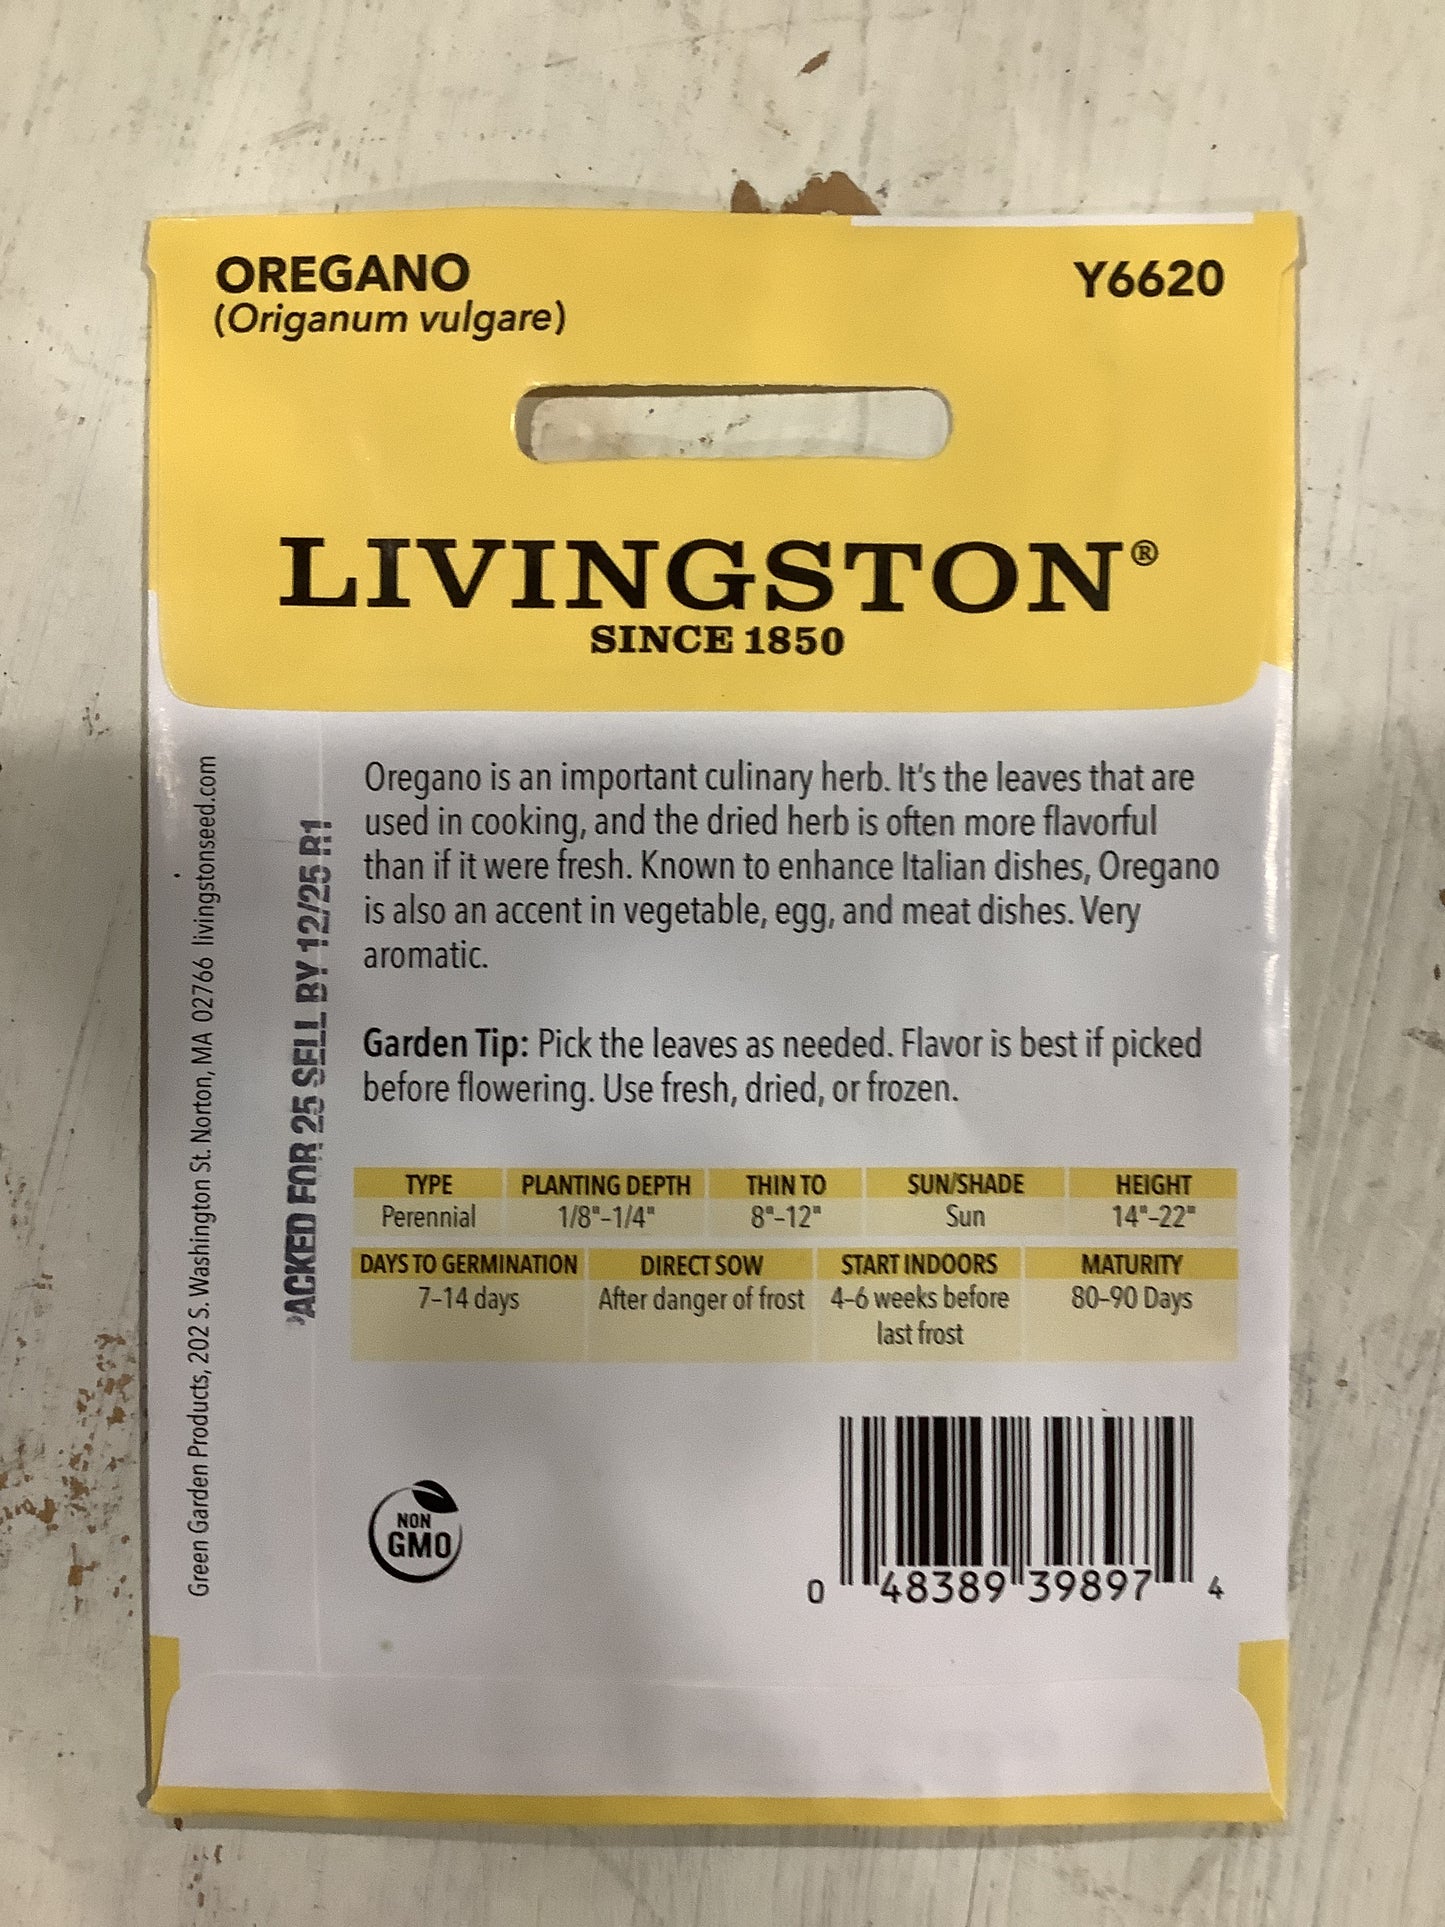 OREGANO
(Origanum vulgare)
Y6620
LIVINGSTON®
SINCE 1850
Oregano is an important culinary herb. It's the leaves that are
used in cooking, and the dried herb is often more flavorful
than if it were fresh. Known to enhance Italian dishes, Oregano
is also an accent in vegetable, egg, and meat dishes. Very
aromatic.
Garden Tip: Pick the leaves as needed. Flavor is best if picked
before flowering. Use fresh, dried, or frozen.
TYPE PLANTING DEPTH THIN TO SUN/SHADE HEIGHT
Perennial 1/8"–1/4" 8"–12" Sun 14"–22"
DAYS TO GERMINATION DIRECT SOW START INDOORS MATURITY
7–14 days After danger of frost 4–6 weeks before 80–90 Days
last frost
NON
GMO
0 48389 39897 4
Green Garden Products, 202 S. Washington St. Norton, MA 02766 livingstonseed.com
ACKED FOR 25 SELL BY 12/25 R1